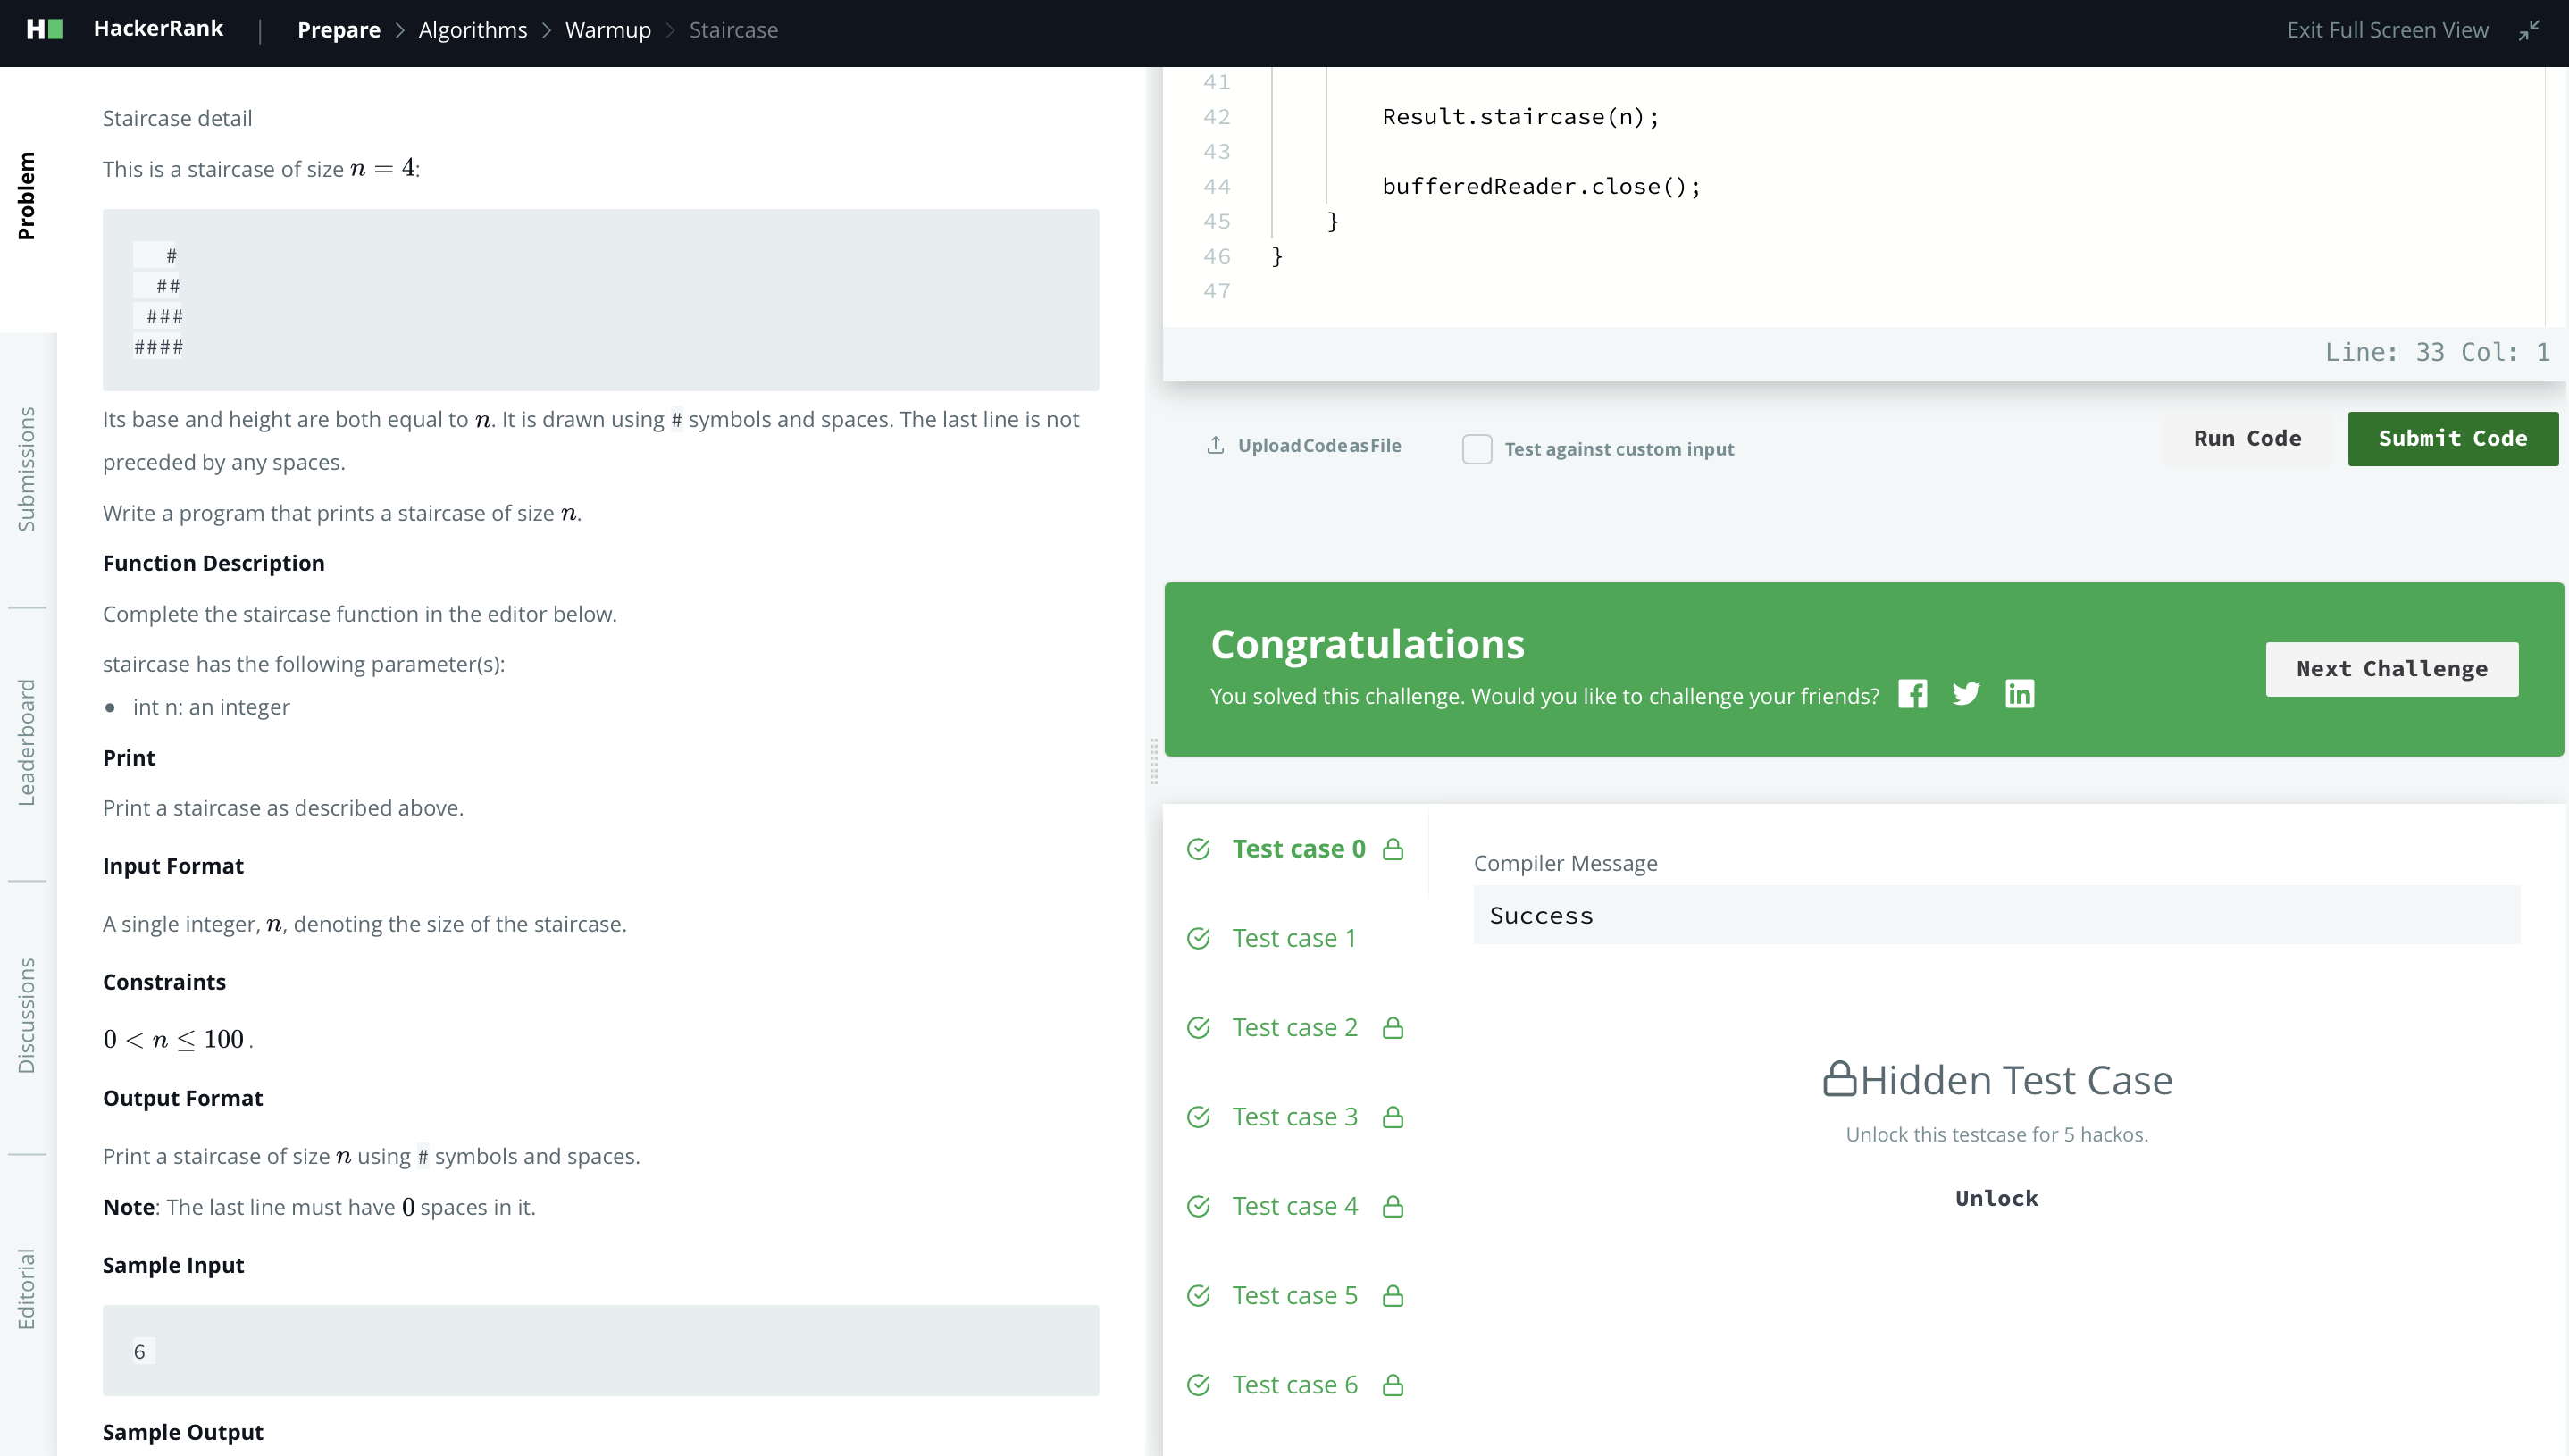 HackerRank | Prepare > Algorithms > Warmup > Staircase
Exit Full Screen View
Problem
Submissions
Leaderboard
Discussions
Editorial
Staircase detail
This is a staircase of size n = 4:
   #
  ##
 ###
####
Its base and height are both equal to n. It is drawn using # symbols and spaces. The last line is not
preceded by any spaces.
Write a program that prints a staircase of size n.
Function Description
Complete the staircase function in the editor below.
staircase has the following parameter(s):
● int n: an integer
Print
Print a staircase as described above.
Input Format
A single integer, n, denoting the size of the staircase.
Constraints
0 < n ≤ 100 .
Output Format
Print a staircase of size n using # symbols and spaces.
Note: The last line must have 0 spaces in it.
Sample Input
6
Sample Output
41
42 Result.staircase(n);
43
44 bufferedReader.close();
45 }
46 }
47
Line: 33 Col: 1
Upload Code as File
Test against custom input
Run Code
Submit Code
Congratulations
You solved this challenge. Would you like to challenge your friends?
Next Challenge
Test case 0
Test case 1
Test case 2
Test case 3
Test case 4
Test case 5
Test case 6
Compiler Message
Success
Hidden Test Case
Unlock this testcase for 5 hackos.
Unlock